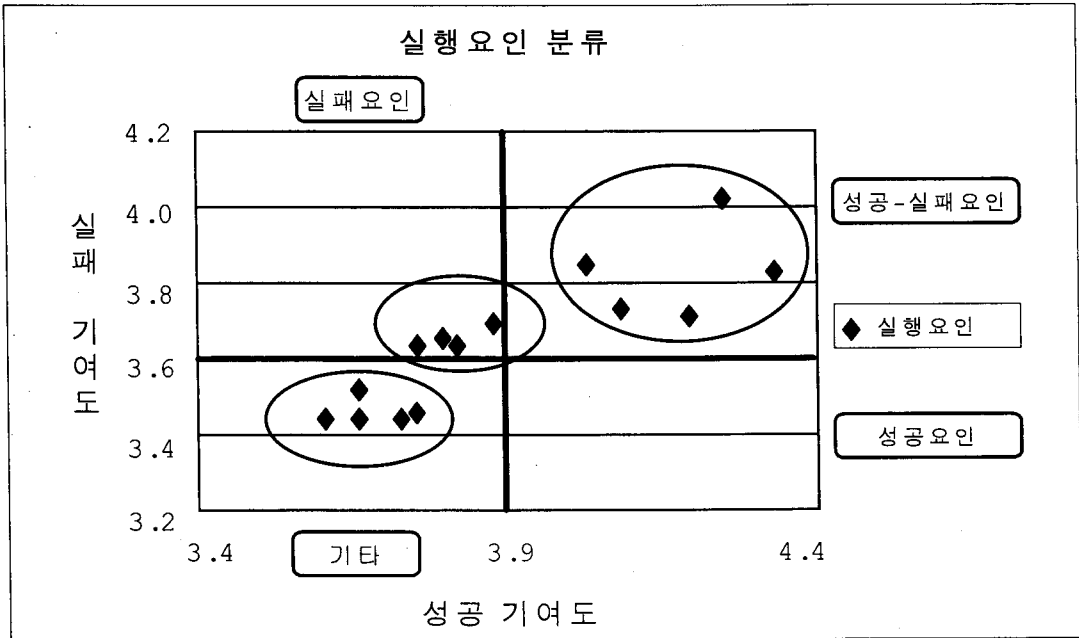 실행요인 분류
실패요인
4.2
4.0
3.8
3.6
3.4
3.2
실패 기여도
성공-실패요인
실행요인
성공요인
3.4
3.9
4.4
기타
성공 기여도